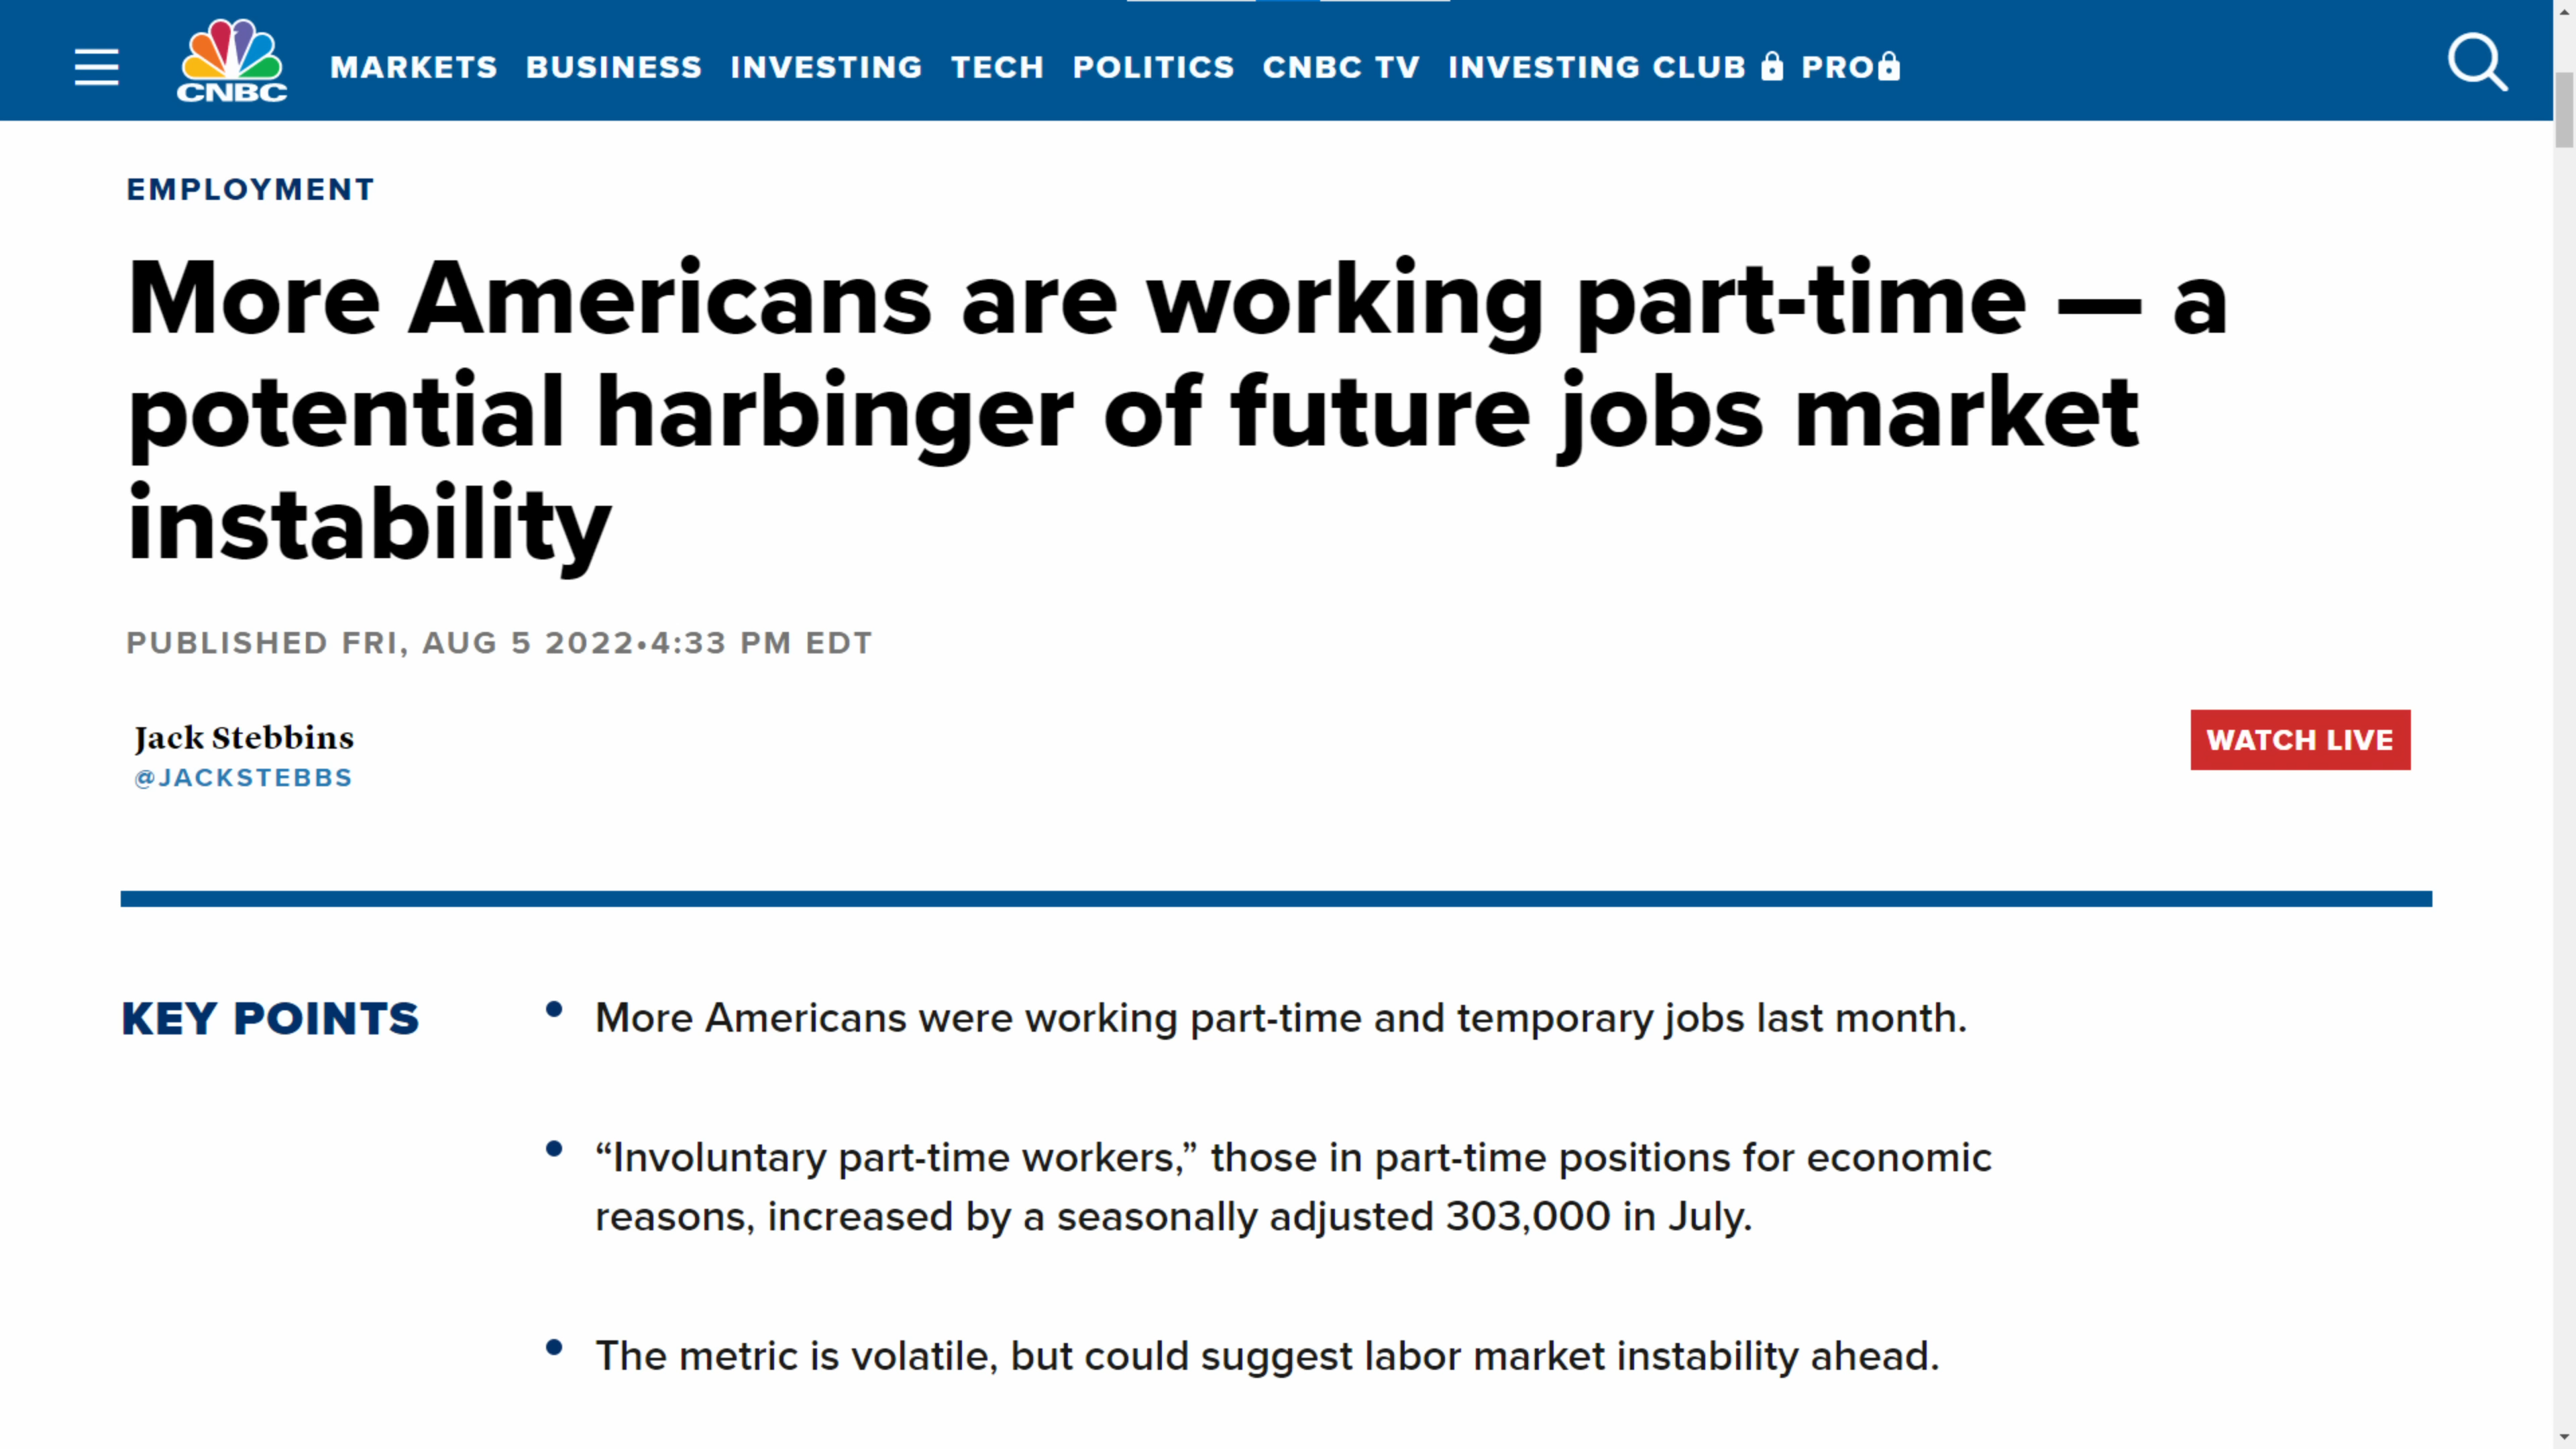 CNBC
MARKETS BUSINESS INVESTING TECH POLITICS CNBC TV INVESTING CLUB PRO
EMPLOYMENT
More Americans are working part-time — a
potential harbinger of future jobs market
instability
PUBLISHED FRI, AUG 5 2022•4:33 PM EDT
Jack Stebbins
@JACKSTEBBS
WATCH LIVE
KEY POINTS
• More Americans were working part-time and temporary jobs last month.
• “Involuntary part-time workers,” those in part-time positions for economic
reasons, increased by a seasonally adjusted 303,000 in July.
• The metric is volatile, but could suggest labor market instability ahead.